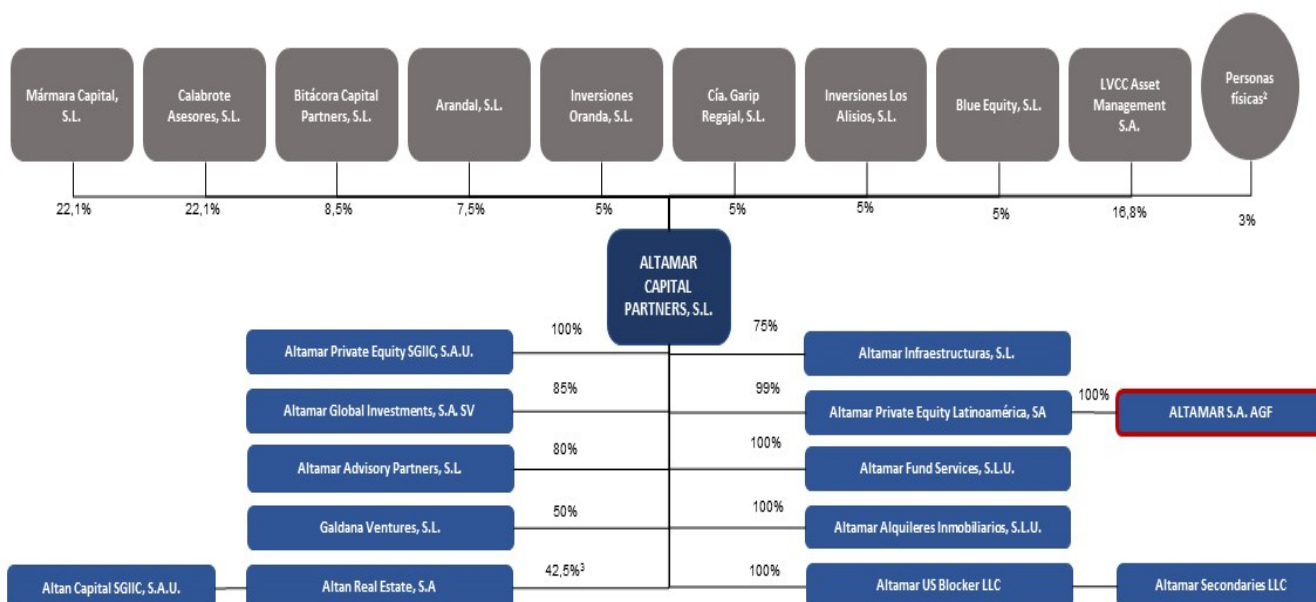 Mármara Capital,
S.L.
Calabrote
Asesores, S.L.
Bitácora Capital
Partners, S.L.
Arandal, S.L.
Inversiones
Oranda, S.L.
Cía. Garip
Regajal, S.L.
Inversiones Los
Alisios, S.L.
Blue Equity, S.L.
LVCC Asset
Management
S.A.
Personas
físicas²
22,1%
22,1%
8,5%
7,5%
5%
5%
5%
5%
16,8%
3%
ALTAMAR
CAPITAL
PARTNERS, S.L.
100%
75%
Altamar Private Equity SGIIC, S.A.U.
Altamar Infraestructuras, S.L.
85%
99%
100%
Altamar Global Investments, S.A. SV
Altamar Private Equity Latinoamérica, SA
ALTAMAR S.A. AGF
80%
100%
Altamar Advisory Partners, S.L.
Altamar Fund Services, S.L.U.
50%
100%
Galdana Ventures, S.L.
Altamar Alquileres Inmobiliarios, S.L.U.
42,5%³
100%
Altan Capital SGIIC, S.A.U.
Altan Real Estate, S.A
Altamar US Blocker LLC
Altamar Secondaries LLC